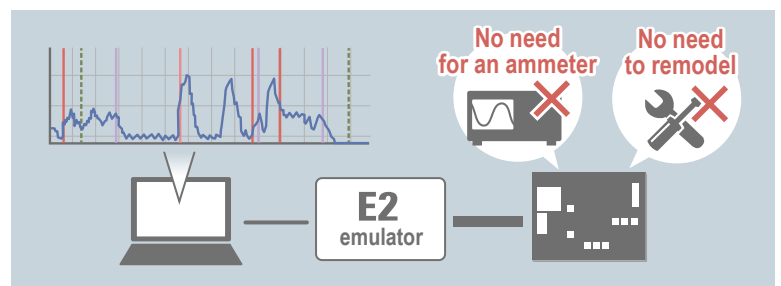 No need
for an ammeter
No need
to remodel
E2
emulator